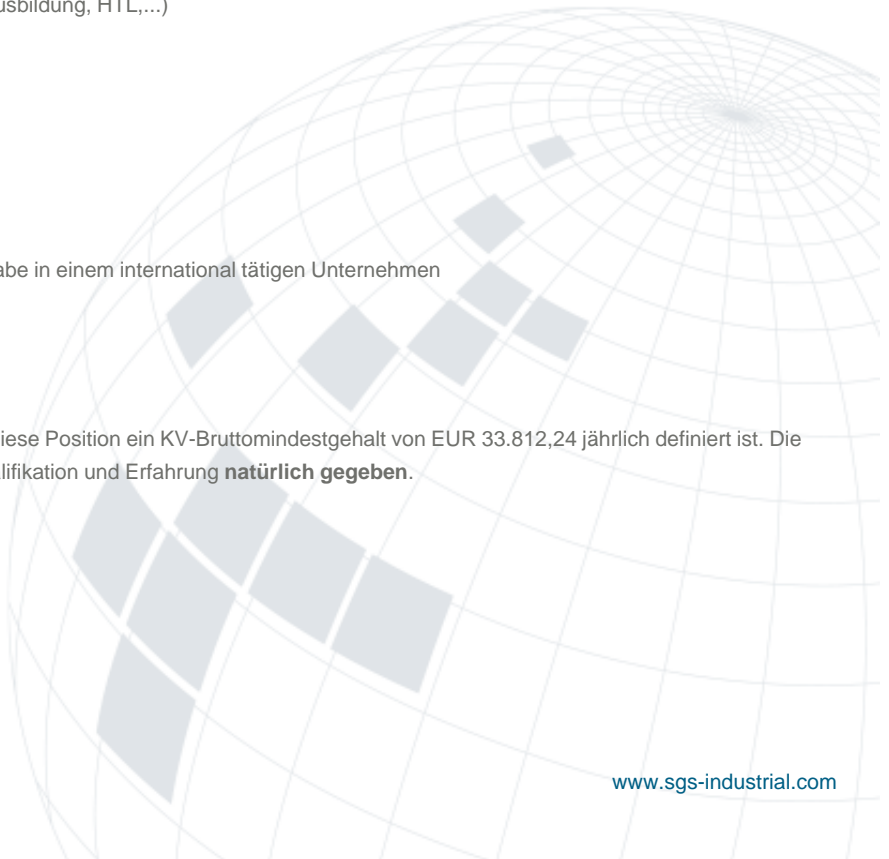 usbildung, HTL,...)
abe in einem international tätigen Unternehmen
iese Position ein KV-Bruttomindestgehalt von EUR 33.812,24 jährlich definiert ist. Die
lifikation und Erfahrung natürlich gegeben.
www.sgs-industrial.com